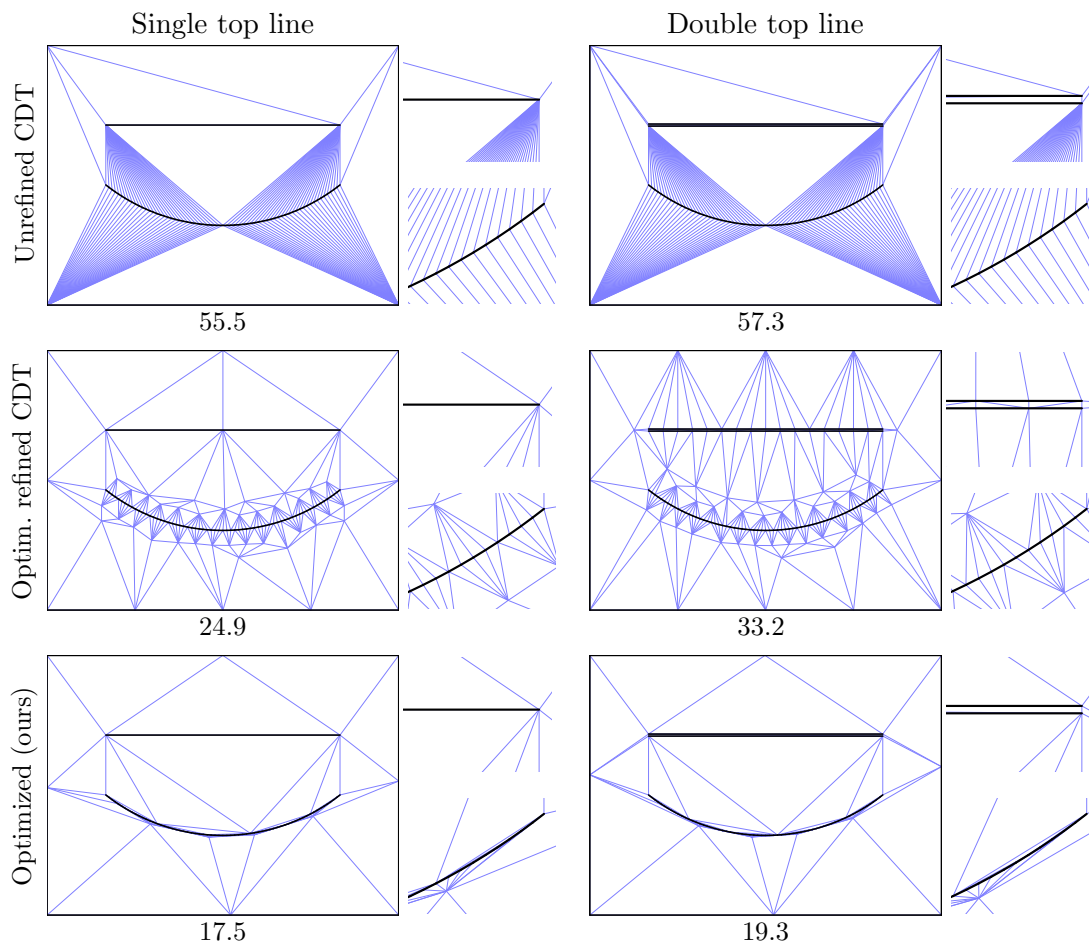 Single top line
Double top line
Unrefined CDT
55.5
57.3
Optim. refined CDT
24.9
33.2
Optimized (ours)
17.5
19.3